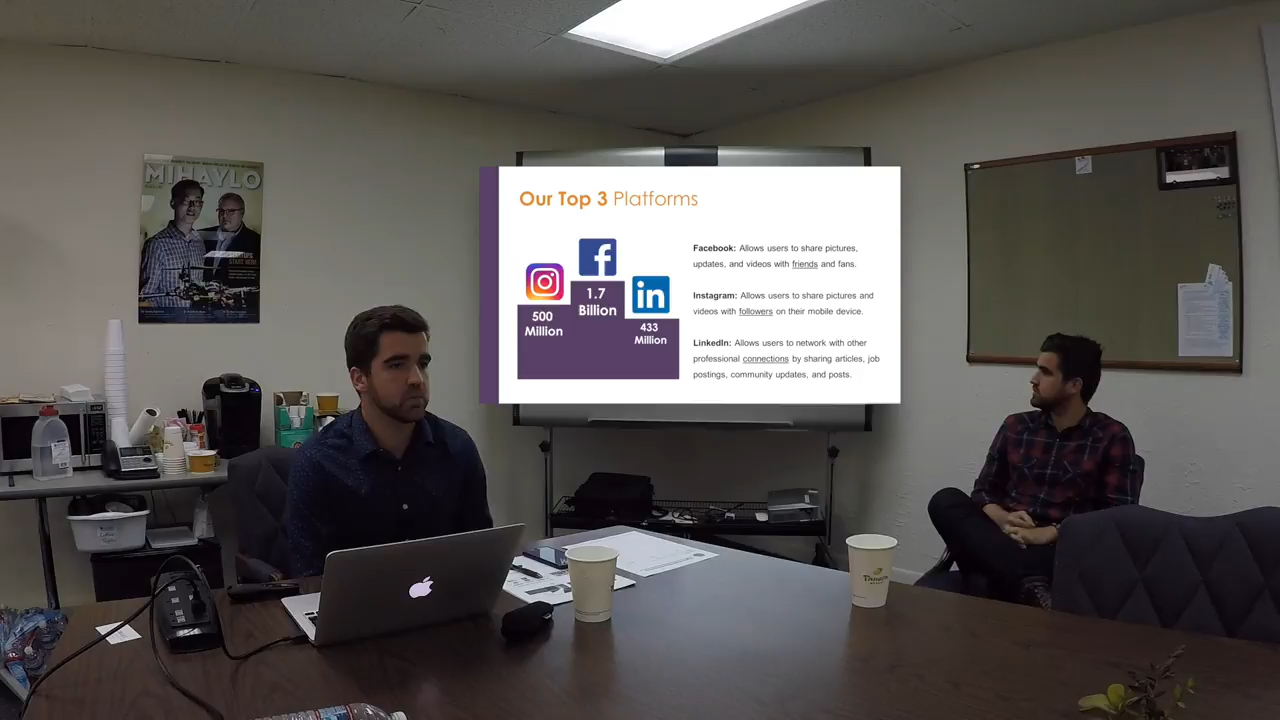 MIHAYLO
Our Top 3 Platforms
1.7
Billion
500
Million
433
Million
in
Facebook: Allows users to share pictures,
updates, and videos with friends and fans.
Instagram: Allows users to share pictures and
videos with followers on their mobile device.
LinkedIn: Allows users to network with other
professional connections by sharing articles, job
postings, community updates, and posts.